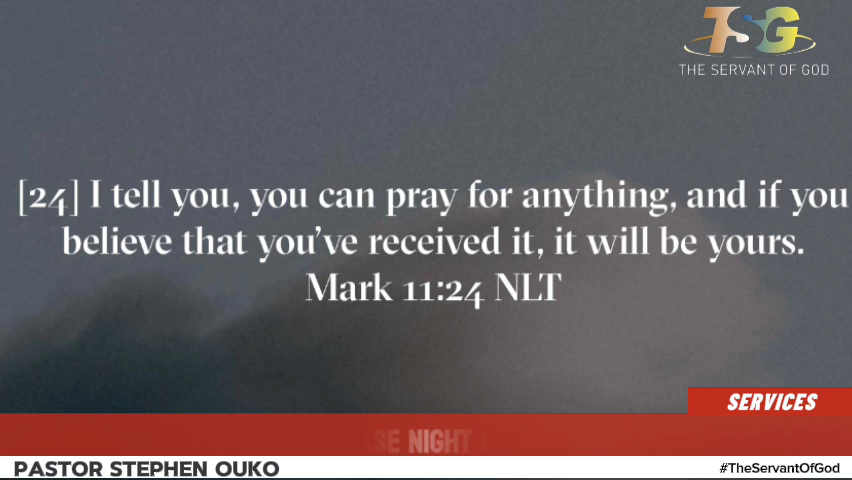 TSG
THE SERVANT OF GOD
[24] I tell you, you can pray for anything, and if you
believe that you've received it, it will be yours.
Mark 11:24 NLT
SERVICES
NIGHT
PASTOR STEPHEN OUKO
#TheServantOfGod